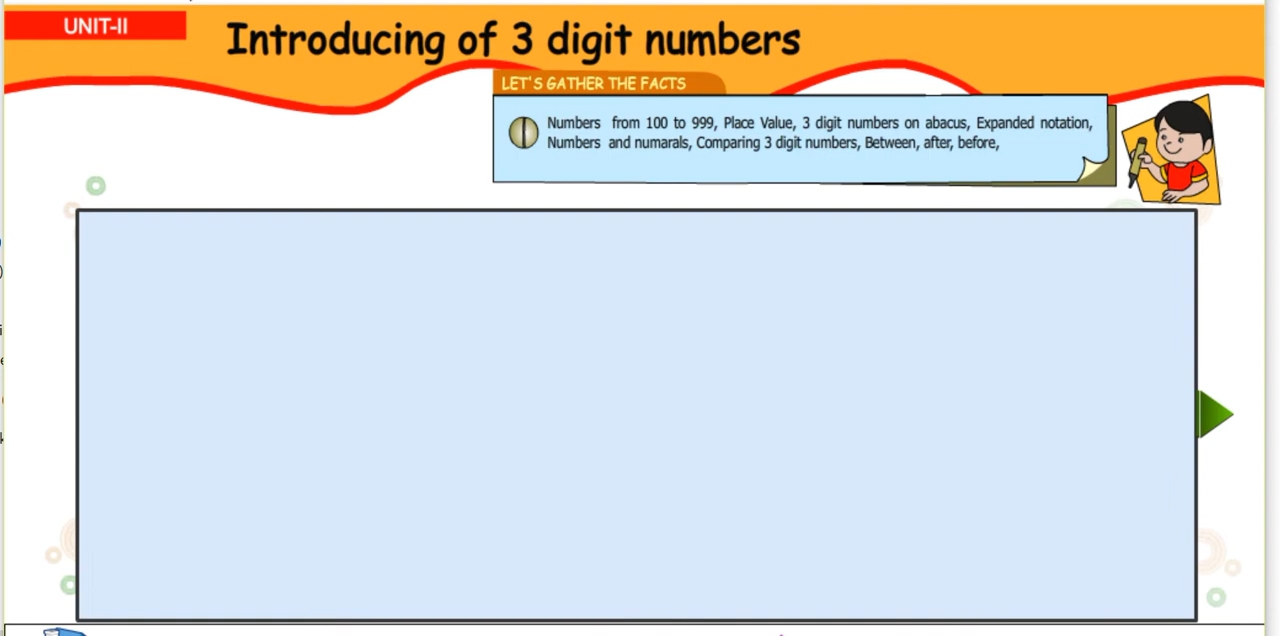 UNIT-II
Introducing of 3 digit numbers
LET'S GATHER THE FACTS
Numbers from 100 to 999, Place Value, 3 digit numbers on abacus, Expanded notation,
Numbers and numarals, Comparing 3 digit numbers, Between, after, before,